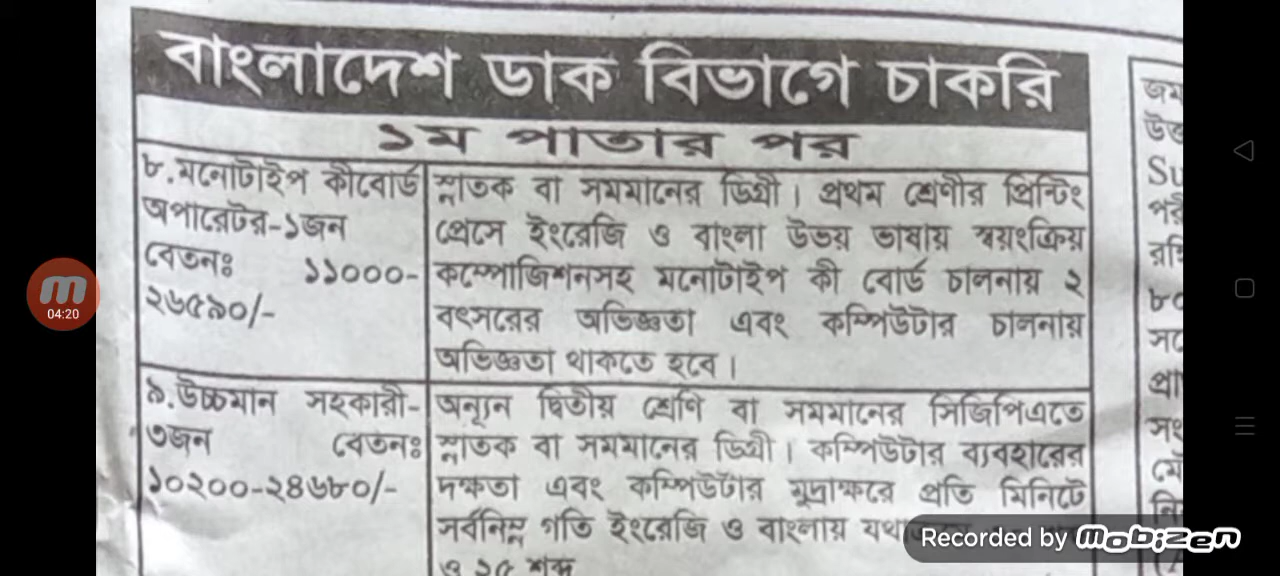 বাংলাদেশ ডাক বিভাগে চাকরি
১ম পাতার পর
৮.মনোটাইপ কীবোর্ড
অপারেটর-১জন
বেতনঃ ১১০০০-
২৬৫৯০/-
স্নাতক বা সমমানের ডিগ্রী। প্রথম শ্রেণীর প্রিন্টিং
প্রেসে ইংরেজি ও বাংলা উভয় ভাষায় স্বয়ংক্রিয়
কম্পোজিশনসহ মনোটাইপ কী বোর্ড চালনায় ২
বৎসরের অভিজ্ঞতা এবং কম্পিউটার চালনায়
অভিজ্ঞতা থাকতে হবে।
৯.উচ্চমান সহকারী-
৩জন বেতনঃ
১০২০০-২৪৬৮০/-
অন্যূন দ্বিতীয় শ্রেণি বা সমমানের সিজিপিএতে
স্নাতক বা সমমানের ডিগ্রী। কম্পিউটার ব্যবহারের
দক্ষতা এবং কম্পিউটার মুদ্রাক্ষরে প্রতি মিনিটে
সর্বনিম্ন গতি ইংরেজি ও বাংলায়
ও ২৫ শব্দ
Su
04:20
Recorded by mobizen